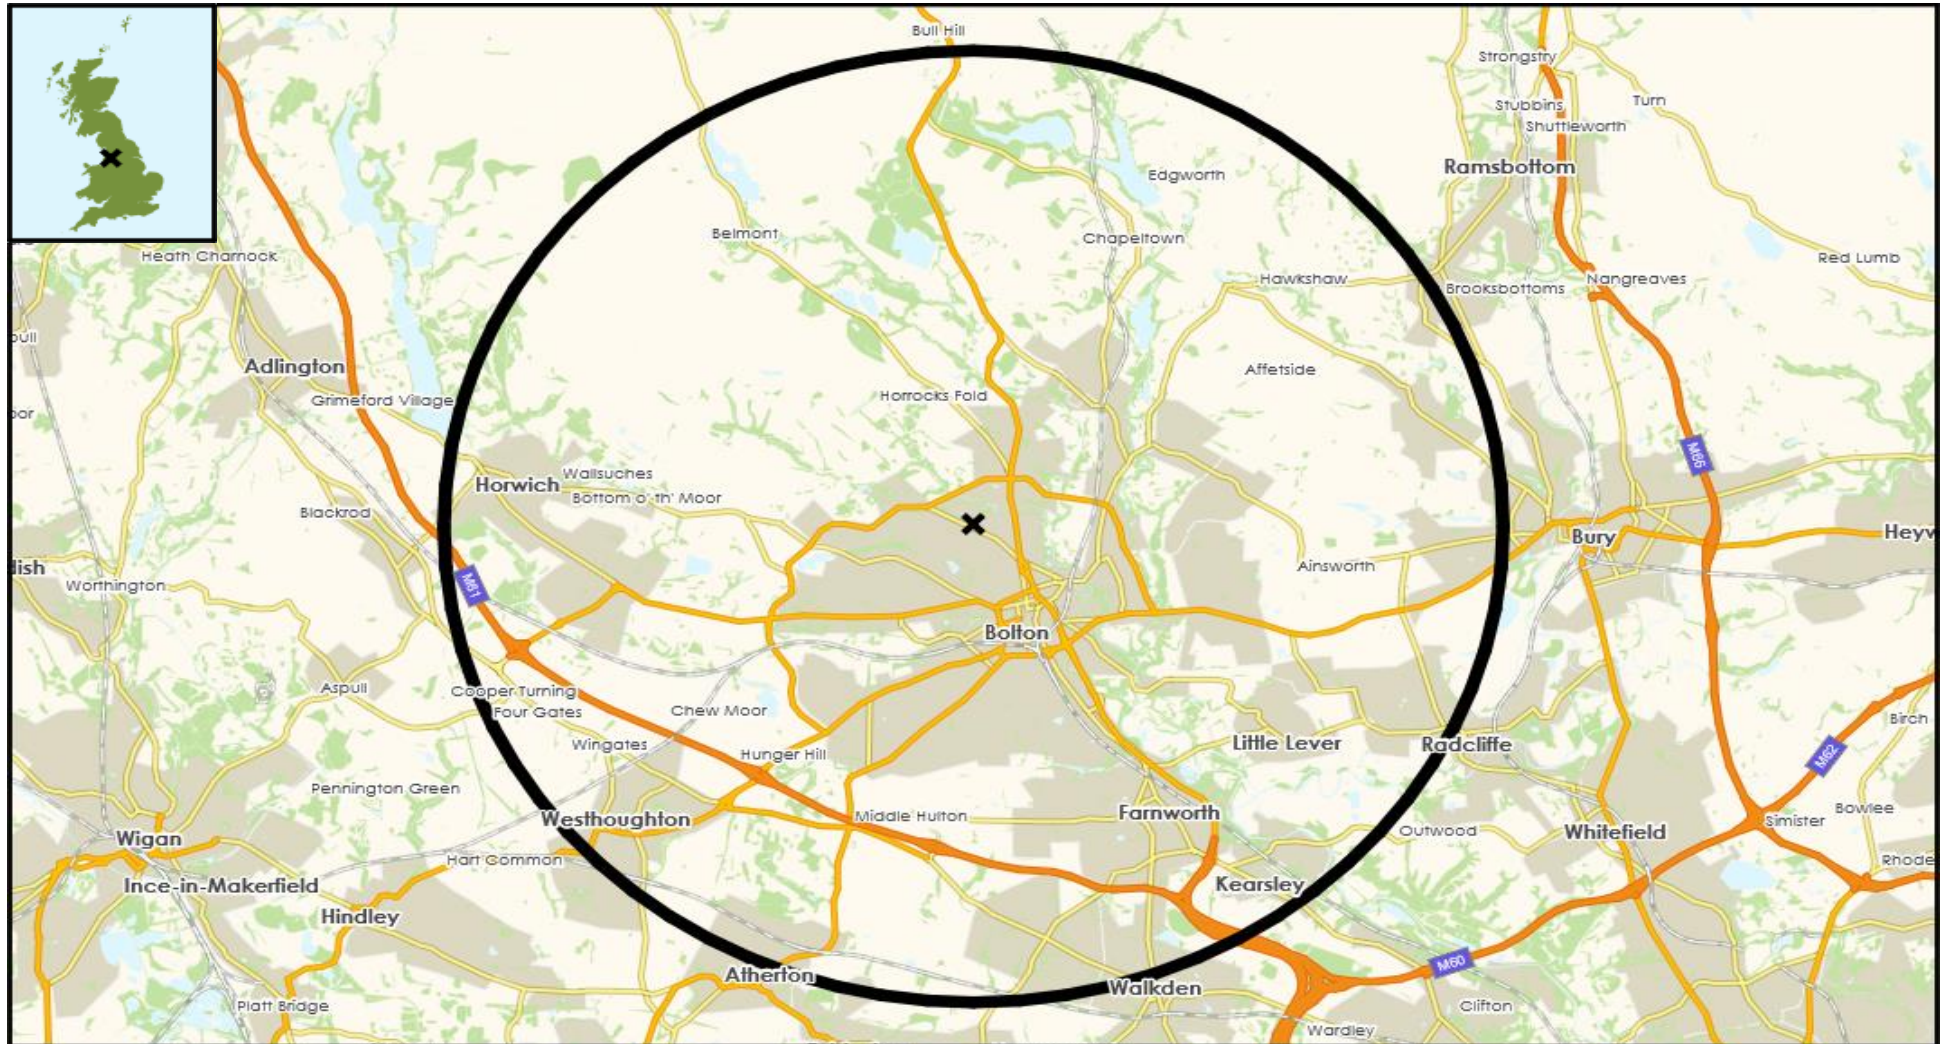 Bull Hill
Strongstry
Stubbins
Turn
Shuttleworth
Ramsbottom
Edgworth
Belmont
Chapeltown
Heath Charnock
Red Lumb
Hawkshaw
Nangreaves
Brooksbottoms
Adlington
Affetside
Horrocks Fold
Grimeford Village
M66
Wallsuches
Horwich
Bottom o' th' Moor
Blackrod
Bury
Heyw
Ainsworth
Worthington
M61
Bolton
Aspull
Cooper Turning
Four Gates
Chew Moor
Birch
Wingates
Little Lever
Radcliffe
Hunger Hill
M62
Pennington Green
Bowlee
Farnworth
Westhoughton
Middle Hulton
Simister
Outwood
Whitefield
Wigan
Hart Common
Rhode
Ince-in-Makerfield
Kearsley
Hindley
M60
Atherton
Walkden
Platt Bridge
Clifton
Wardley